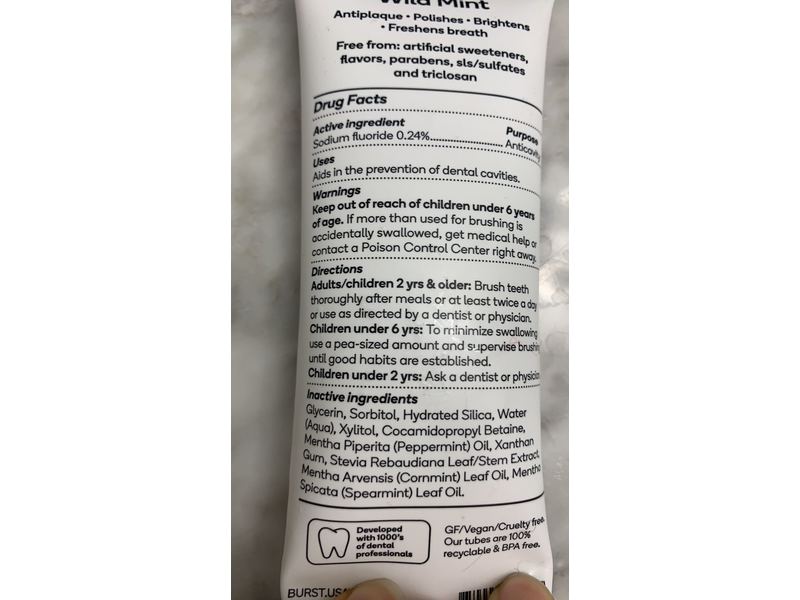 Wild Mint
Antiplaque • Polishes • Brightens
• Freshens breath
Free from: artificial sweeteners,
flavors, parabens, sls/sulfates
and triclosan
Drug Facts
Active ingredient Purpose
Sodium fluoride 0.24%.......................... Anticavity
Uses
Aids in the prevention of dental cavities.
Warnings
Keep out of reach of children under 6 years
of age. If more than used for brushing is
accidentally swallowed, get medical help or
contact a Poison Control Center right away.
Directions
Adults/children 2 yrs & older: Brush teeth
thoroughly after meals or at least twice a day
or use as directed by a dentist or physician.
Children under 6 yrs: To minimize swallowing
use a pea-sized amount and supervise brushing
until good habits are established.
Children under 2 yrs: Ask a dentist or physician
Inactive ingredients
Glycerin, Sorbitol, Hydrated Silica, Water
(Aqua), Xylitol, Cocamidopropyl Betaine,
Mentha Piperita (Peppermint) Oil, Xanthan
Gum, Stevia Rebaudiana Leaf/Stem Extract,
Mentha Arvensis (Cornmint) Leaf Oil, Mentha
Spicata (Spearmint) Leaf Oil.
Developed
with 1000's
of dental
professionals
GF/Vegan/Cruelty free.
Our tubes are 100%
recyclable & BPA free.